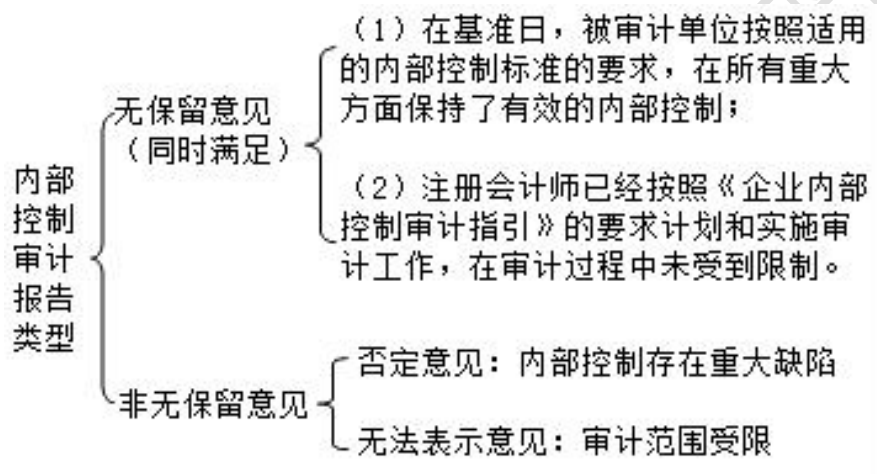 （1）在基准日，被审计单位按照适用
的内部控制标准的要求，在所有重大
方面保持了有效的内部控制；
无保留意见
（同时满足）
（2）注册会计师已经按照《企业内部
控制审计指引》的要求计划和实施审
计工作，在审计过程中未受到限制。
内部
控制
审计
报告
类型
否定意见：内部控制存在重大缺陷
非无保留意见
无法表示意见：审计范围受限